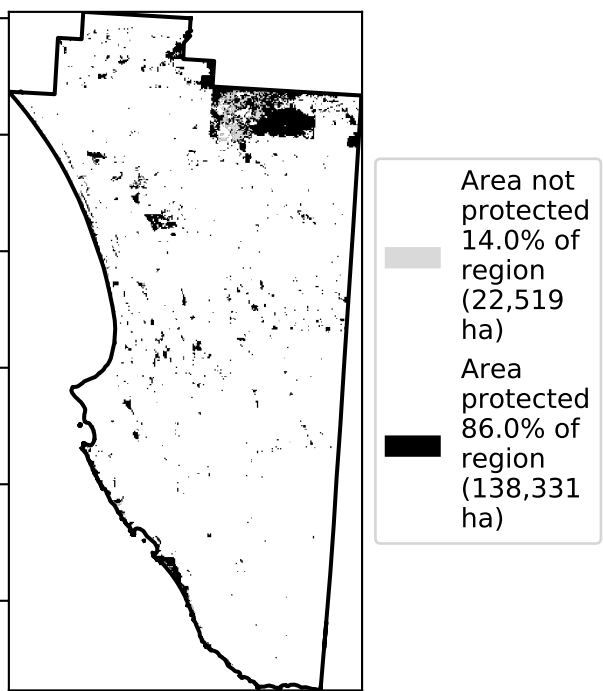 Area not
protected
14.0% of
region
(22,519
ha)
Area
protected
86.0% of
region
(138,331
ha)